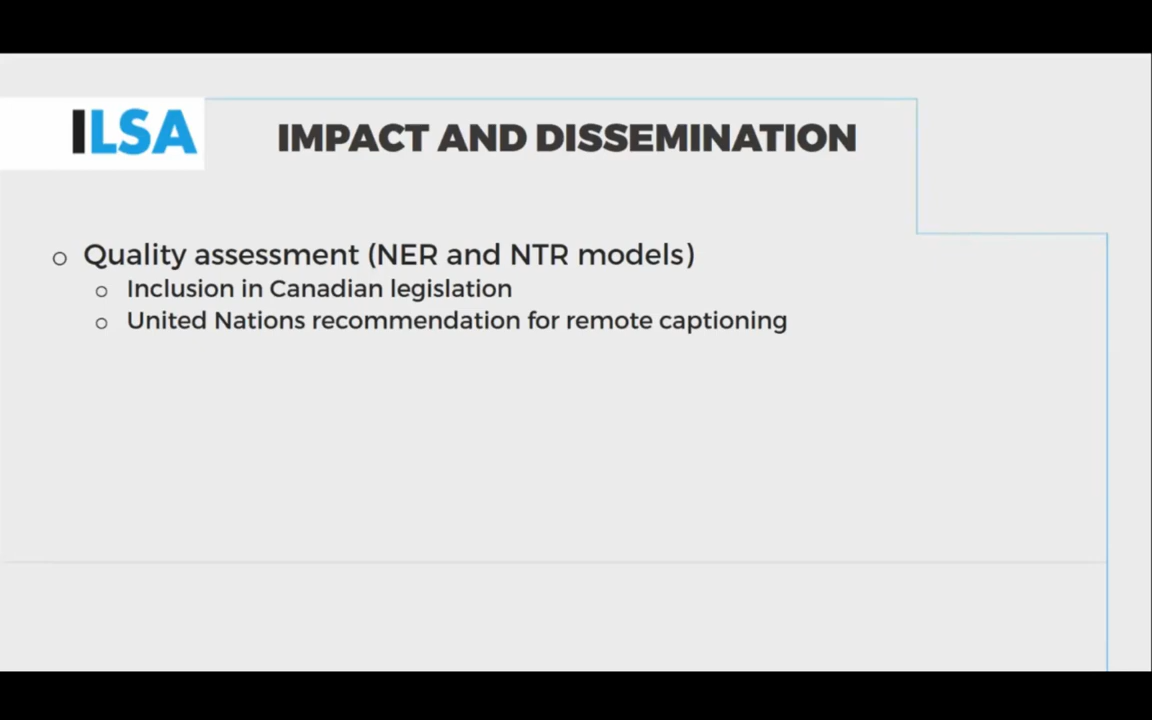 ILSA
IMPACT AND DISSEMINATION
Quality assessment (NER and NTR models)
Inclusion in Canadian legislation
United Nations recommendation for remote captioning